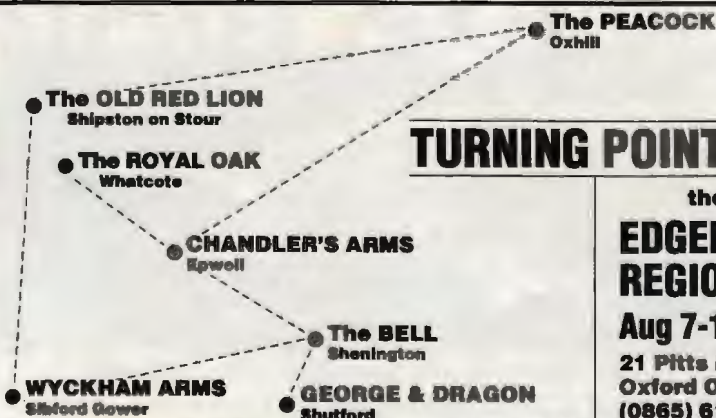 The PEACOCK
Oxhill
The OLD RED LION
Shipston on Stour
The ROYAL OAK
Whatcote
CHANDLER'S ARMS
Epwell
The BELL
Shenington
WYCKHAM ARMS
Sibford Gower
GEORGE & DRAGON
Shutford
TURNING POINT
the
EDGE
REGIO
Aug 7-1
21 Pitts
Oxford O
(0865) 6